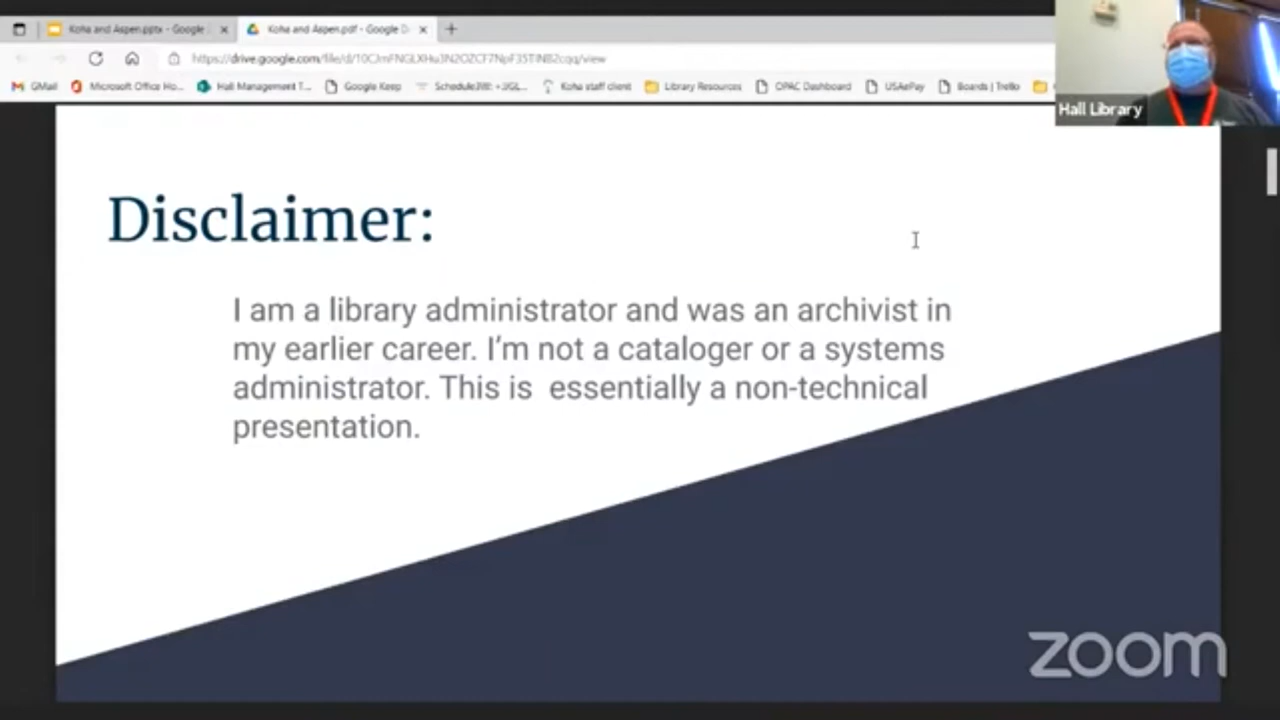 Koha and Aspen.pptx - Google
Koha and Aspen.pdf - Google D
GMail
Microsoft Office Ho...
Hall Management T...
Google Keep
Koha staff client
Library Resources
OPAC Dashboard
USAePay
Boards | Trello
Hall Library
Disclaimer:
I am a library administrator and was an archivist in
my earlier career. I'm not a cataloger or a systems
administrator. This is essentially a non-technical
presentation.
zoom